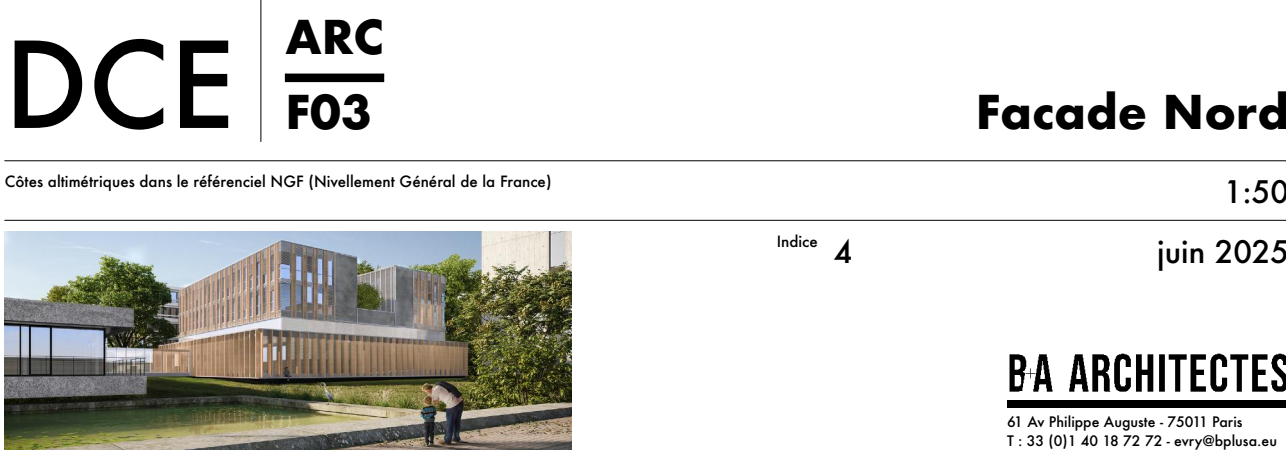 DCE
ARC
F03
Facade Nord
Côtes altimétriques dans le référenciel NGF (Nivellement Général de la France)
1:50
Indice 4
juin 2025
B+A ARCHITECTES
61 Av Philippe Auguste - 75011 Paris
T : 33 (0)1 40 18 72 72 - evry@bplusa.eu